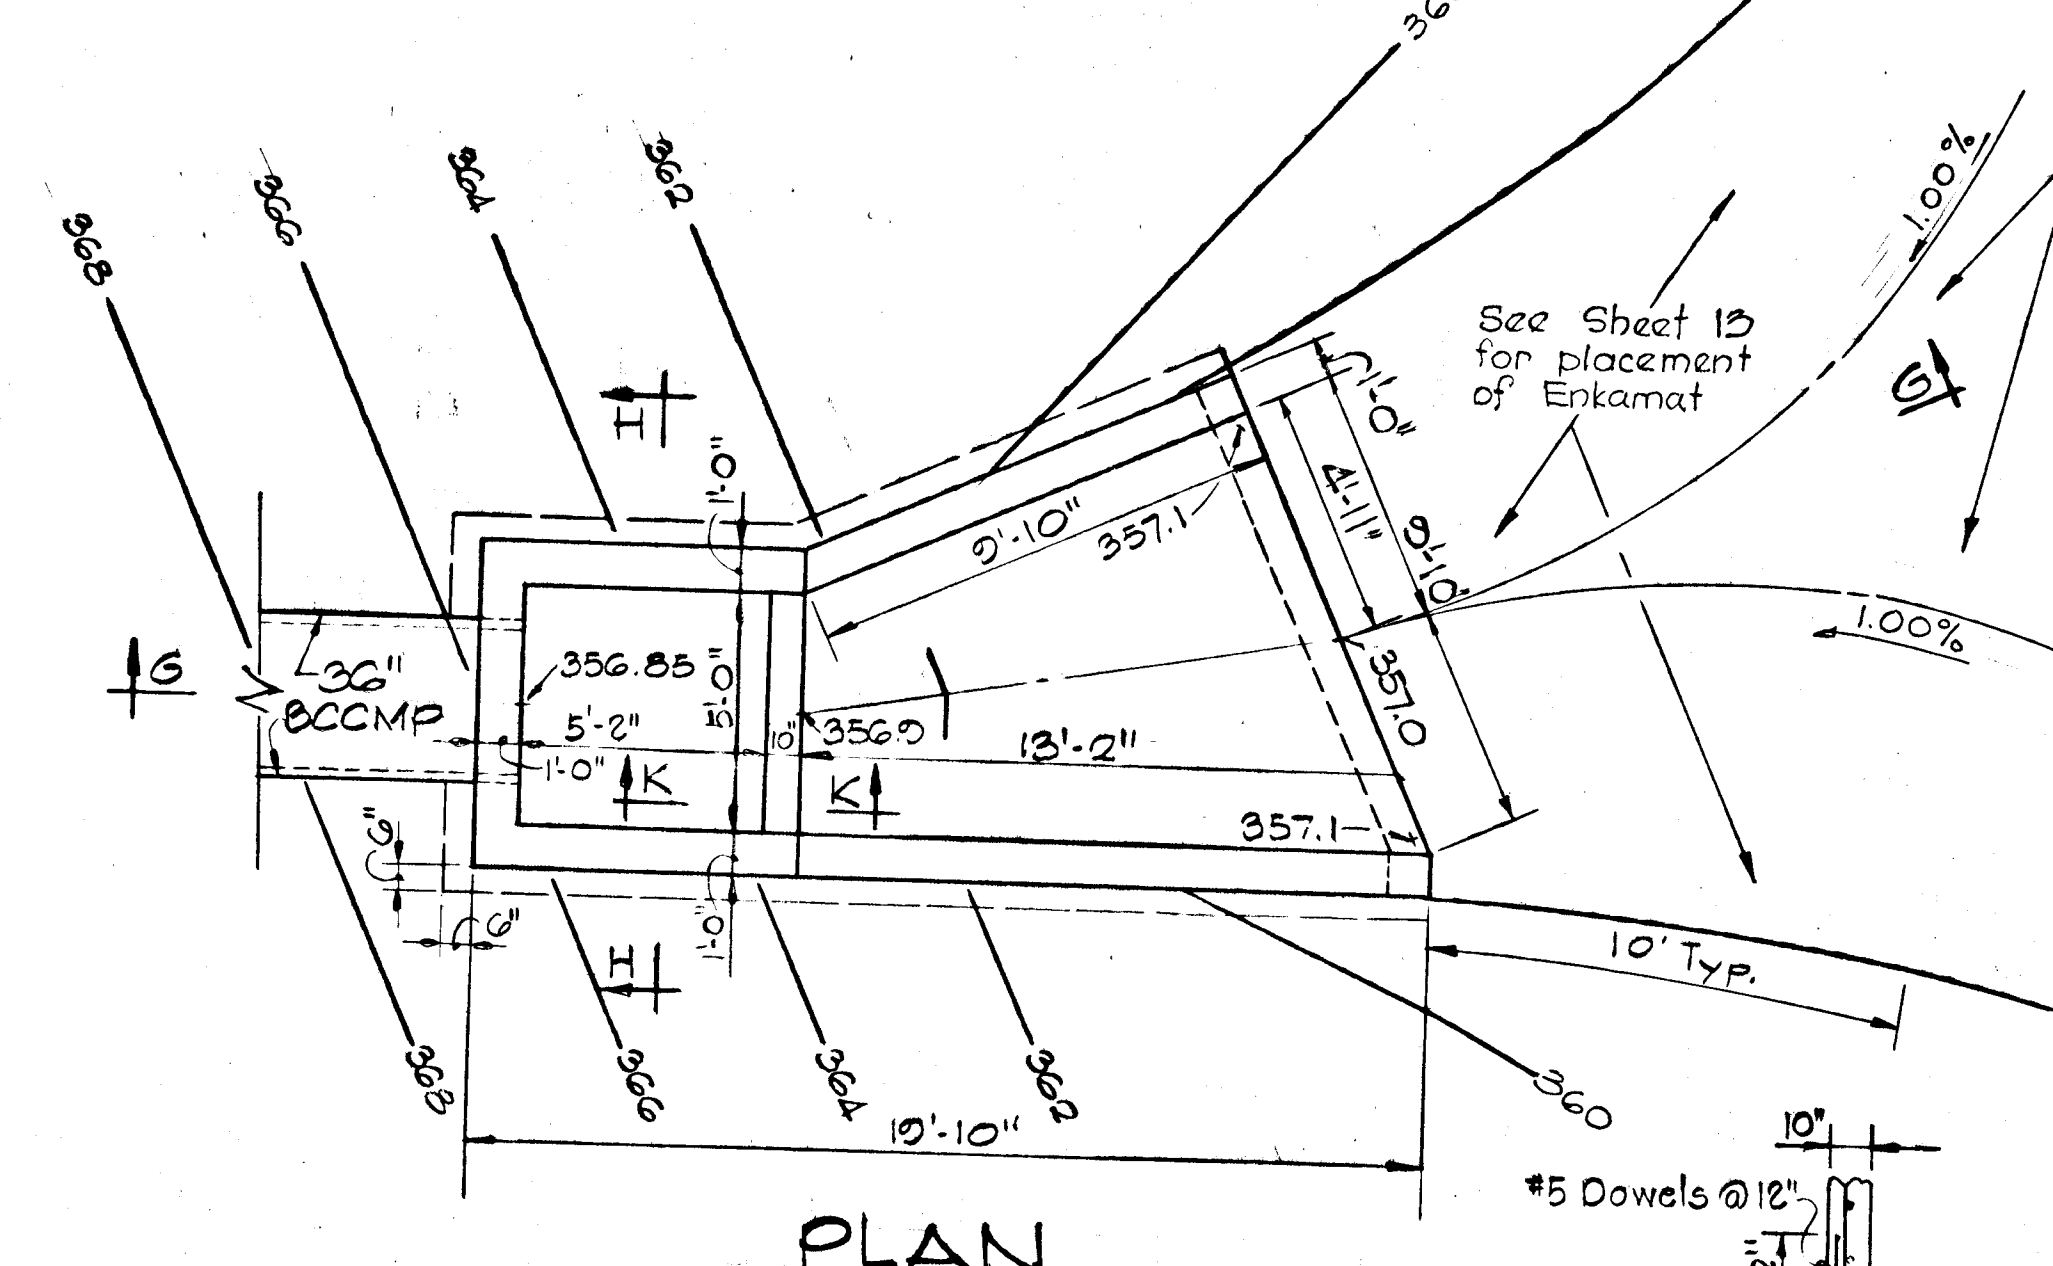 36
368
366
364
362
1.00%
See Sheet 13
for placement
of Enkamat
G
H
1'-0"
1'-0"
4'-11"
9'-10"
9'-10"
357.1
1.00%
G
36"
BCCMP
356.85
5'-0"
5'-2"
10"
356.9
13'-2"
357.0
1'-0"
K
K
357.1
6"
6"
1'-0"
H
10' Typ.
368
366
364
362
360
19'-10"
10"
#5 Dowels @ 12"
PLAN